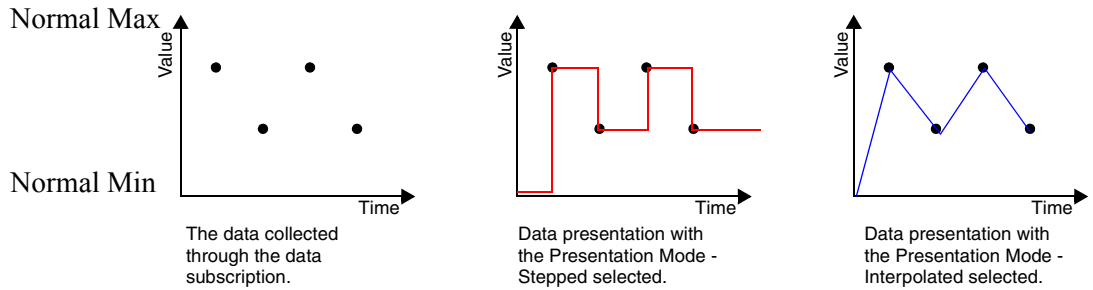 Normal Max
Value
Normal Min
Time
The data collected
through the data
subscription.
Value
Time
Data presentation with
the Presentation Mode -
Stepped selected.
Value
Time
Data presentation with
the Presentation Mode -
Interpolated selected.